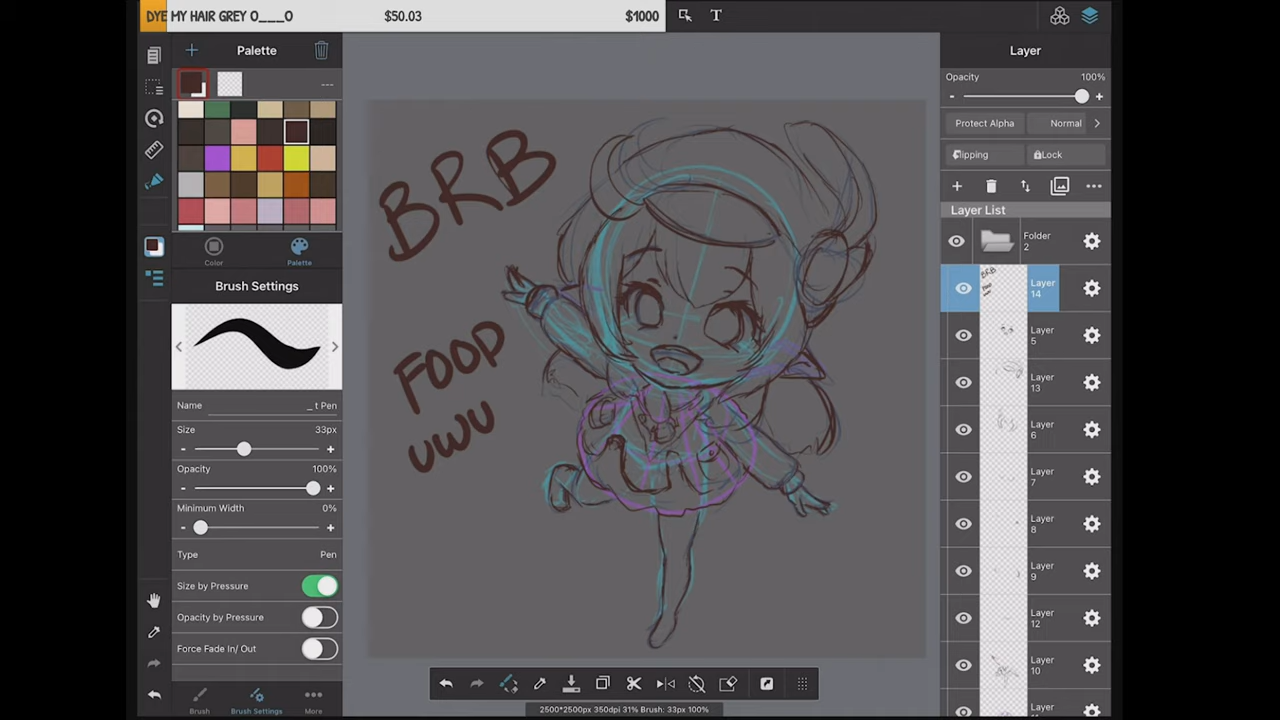 DYE MY HAIR GREY O___O $50.03 $1000
T
Palette
Layer
Opacity 100%
- +
Protect Alpha Normal
Clipping Lock
Layer List
Folder 2
Layer 14
Layer 5
Layer 13
Layer 6
Layer 7
Layer 8
Layer 9
Layer 12
Layer 10
Layer 11
Color Palette
Brush Settings
Name _ t Pen
Size 33px
- +
Opacity 100%
- +
Minimum Width 0%
- +
Type Pen
Size by Pressure
Opacity by Pressure
Force Fade In/ Out
Brush Brush Settings More
BRB
FOOP
UWU
2500*2500px 350dpi 31% Brush: 33px 100%